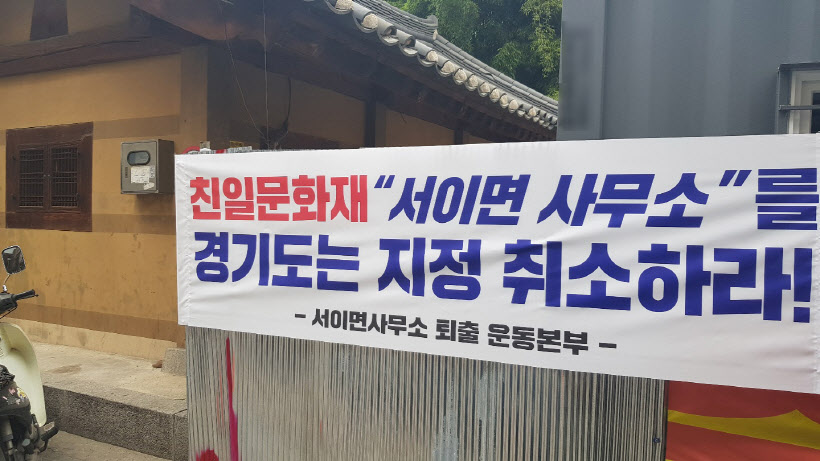 친일문화재 “서이면 사무소”를
경기도는 지정 취소하라!
- 서이면사무소 퇴출 운동본부 -